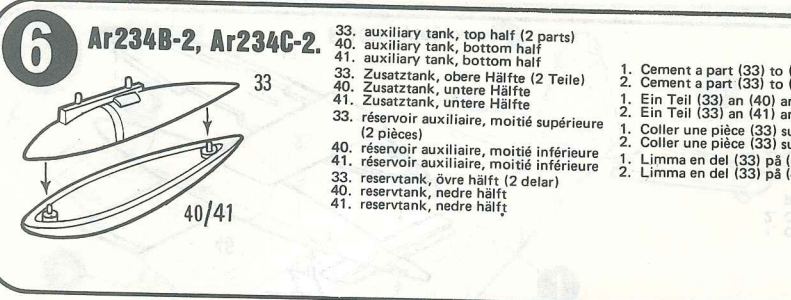 6
Ar234B-2, Ar234C-2.
33
40/41
33. auxiliary tank, top half (2 parts)
40. auxiliary tank, bottom half
41. auxiliary tank, bottom half
33. Zusatztank, obere Hälfte (2 Teile)
40. Zusatztank, untere Hälfte
41. Zusatztank, untere Hälfte
33. réservoir auxiliaire, moitié supérieure
(2 pièces)
40. réservoir auxiliaire, moitié inférieure
41. réservoir auxiliaire, moitié inférieure
33. reservtank, övre hälft (2 delar)
40. reservtank, nedre hälft
41. reservtank, nedre hälft
1. Cement a part (33) to (
2. Cement a part (33) to (
1. Ein Teil (33) an (40) an
2. Ein Teil (33) an (41) an
1. Coller une pièce (33) su
2. Coller une pièce (33) su
1. Limma en del (33) på (
2. Limma en del (33) på (